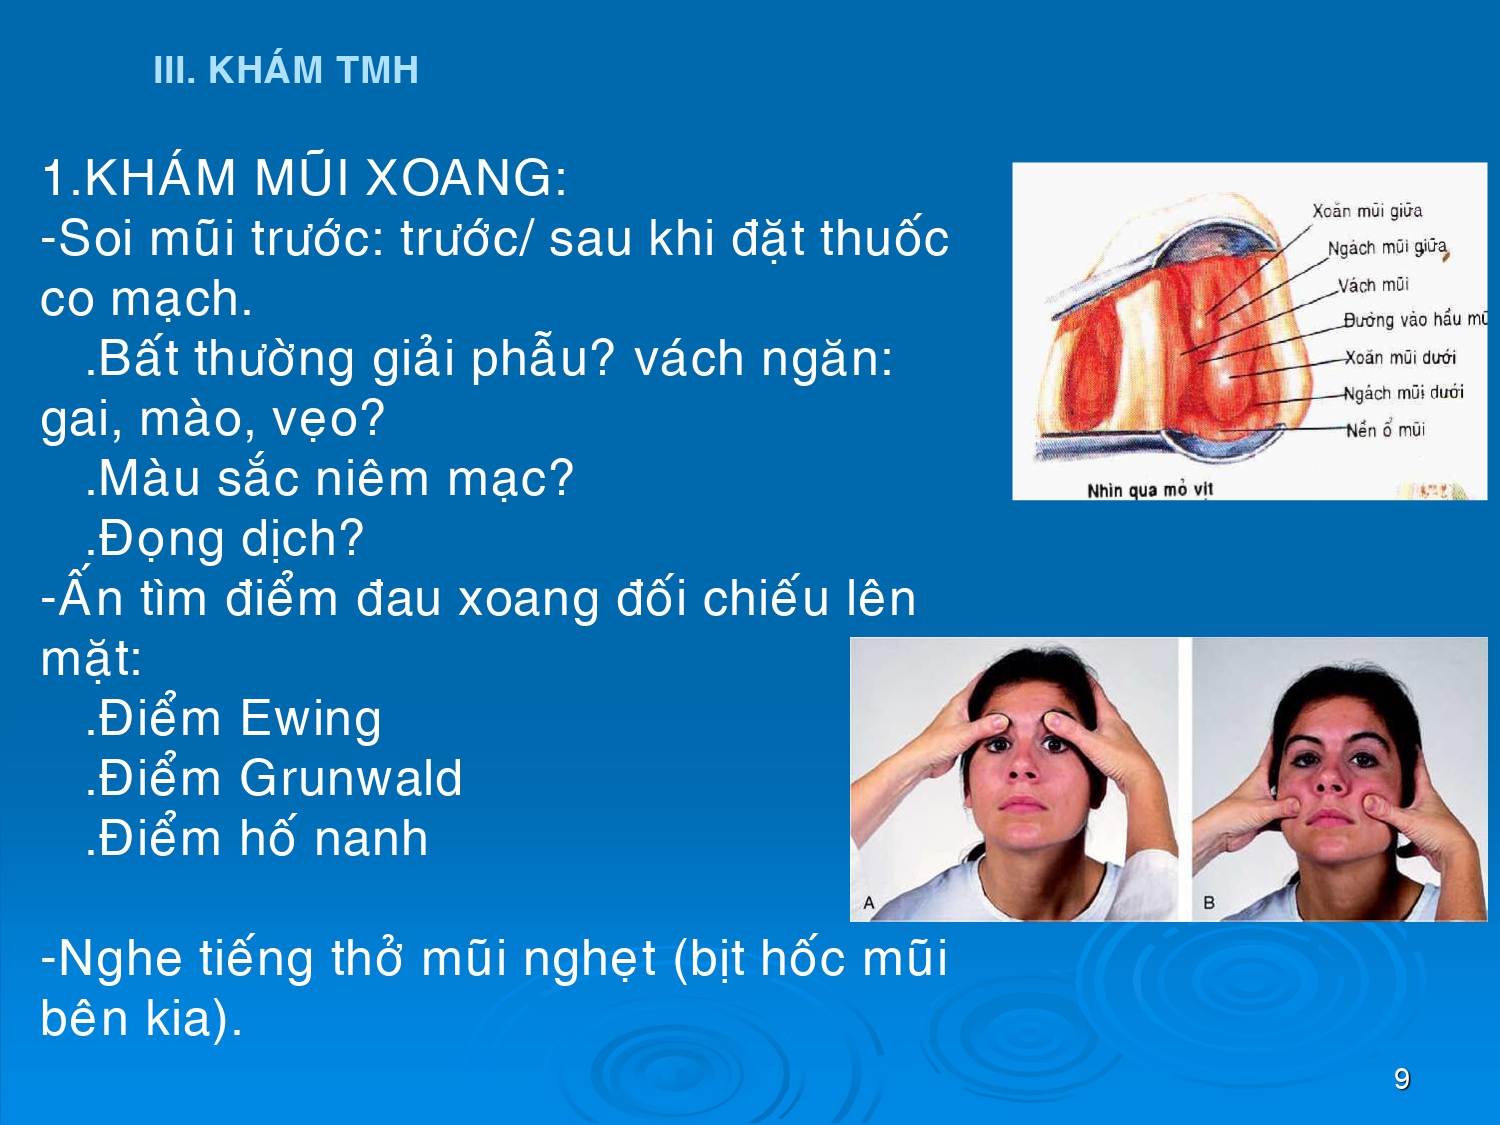 III. KHÁM TMH
1.KHÁM MŨI XOANG:
-Soi mũi trước: trước/ sau khi đặt thuốc
co mạch.
.Bất thường giải phẫu? vách ngăn:
gai, mào, vẹo?
.Màu sắc niêm mạc?
.Đọng dịch?
-Ấn tìm điểm đau xoang đối chiếu lên
mặt:
.Điểm Ewing
.Điểm Grunwald
.Điểm hố nanh
-Nghe tiếng thở mũi nghẹt (bịt hốc mũi
bên kia).
Xoăn mũi giữa
Ngách mũi giữa
Vách mũi
Đường vào hầu mũ
Xoăn mũi dưới
Ngách mũi dưới
Nền ổ mũi
Nhìn qua mỏ vịt
A
B
9